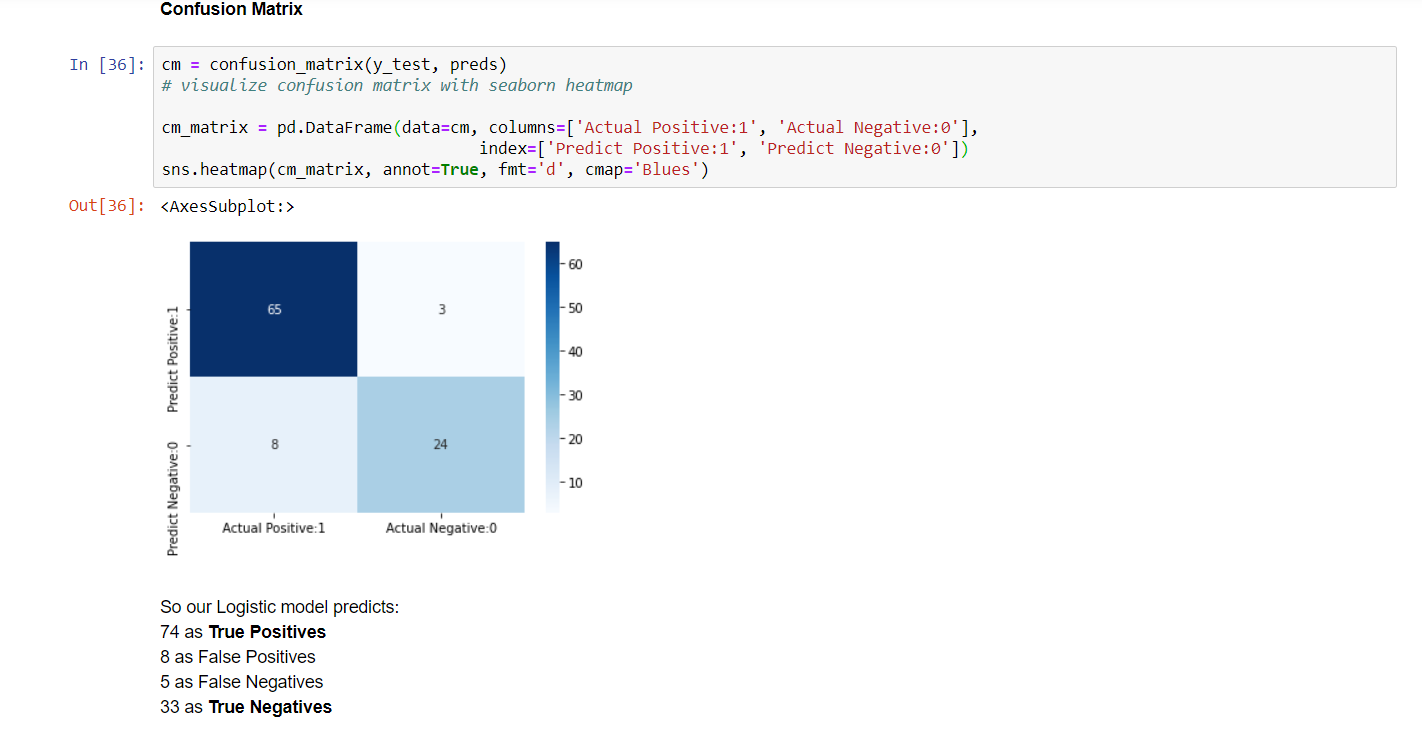 Confusion Matrix
In [36]: cm = confusion_matrix(y_test, preds)
# visualize confusion matrix with seaborn heatmap
cm_matrix = pd.DataFrame(data=cm, columns=['Actual Positive:1', 'Actual Negative:0'],
index=['Predict Positive:1', 'Predict Negative:0'])
sns.heatmap(cm_matrix, annot=True, fmt='d', cmap='Blues')
Out[36]: <AxesSubplot:>
Predict Positive:1
Predict Negative:0
65 3
8 24
Actual Positive:1 Actual Negative:0
60
50
40
30
20
10
So our Logistic model predicts:
74 as True Positives
8 as False Positives
5 as False Negatives
33 as True Negatives